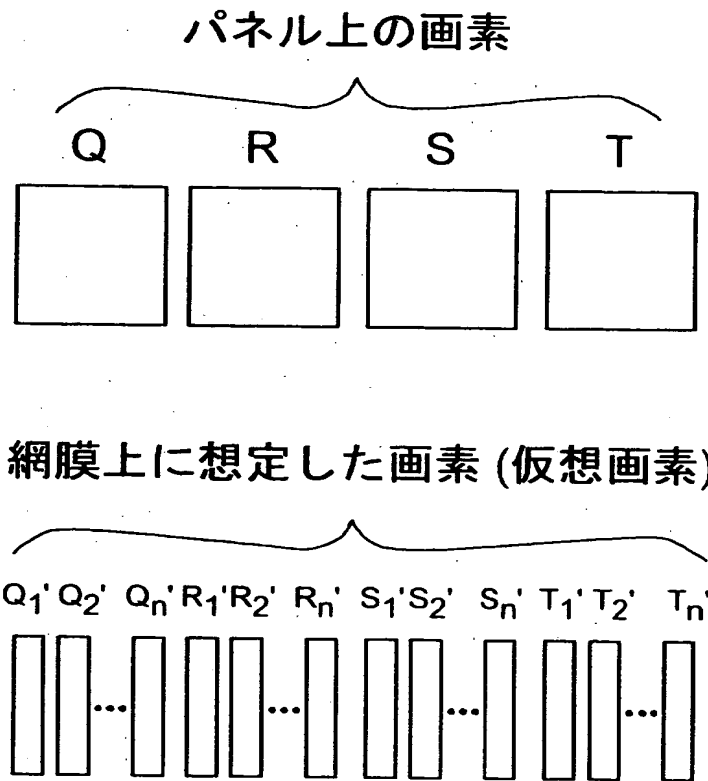 パネル上の画素
Q R S T
網膜上に想定した画素 (仮想画素)
Q₁' Q₂' Qₙ' R₁' R₂' Rₙ' S₁' S₂' Sₙ' T₁' T₂' Tₙ'
... ... ... ...